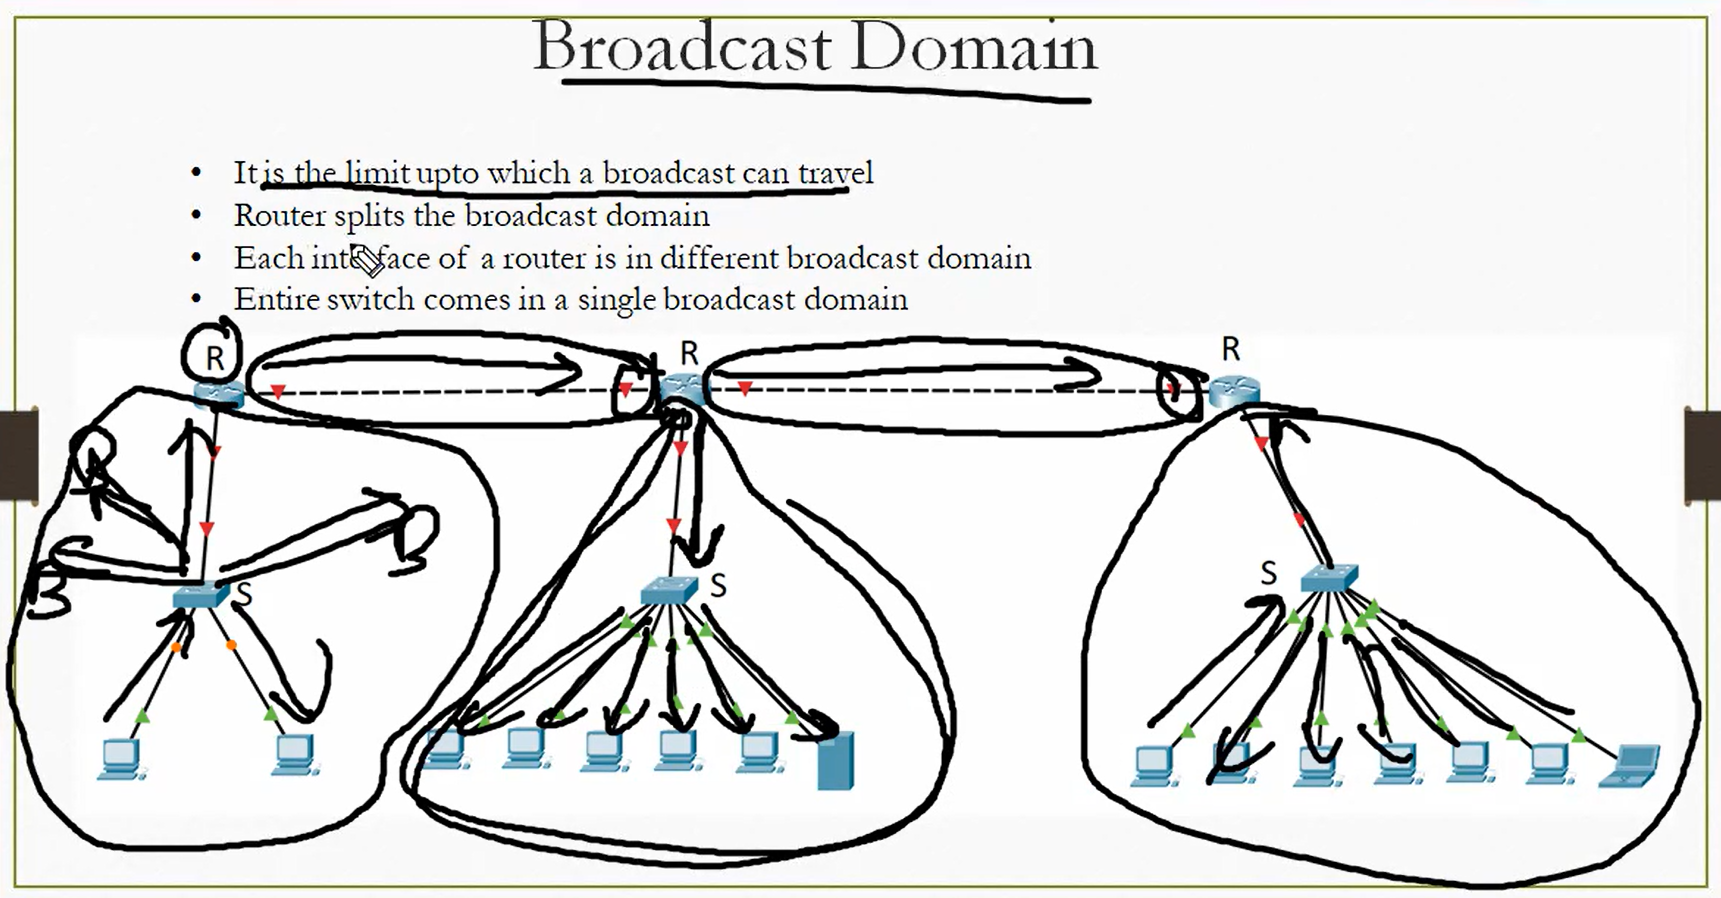 Broadcast Domain
• It is the limit upto which a broadcast can travel
• Router splits the broadcast domain
• Each interface of a router is in different broadcast domain
• Entire switch comes in a single broadcast domain
R
R
R
B
S
S
S
B